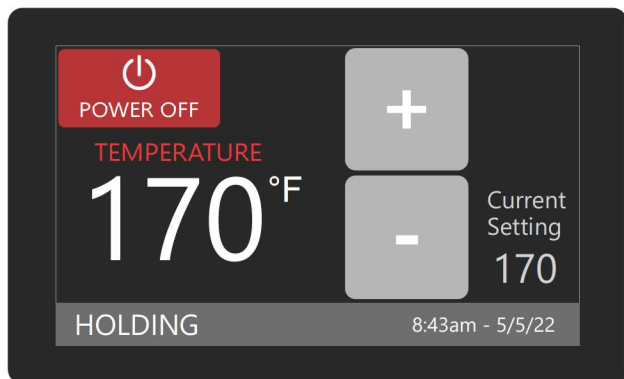 POWER OFF
TEMPERATURE
170°F
+
-
Current
Setting
170
HOLDING
8:43am - 5/5/22